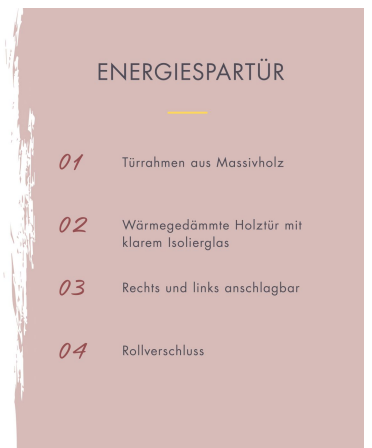 ENERGIESPARTÜR
01 Türrahmen aus Massivholz
02 Wärmegedämmte Holztür mit
klarem Isolierglas
03 Rechts und links anschlagbar
04 Rollverschluss